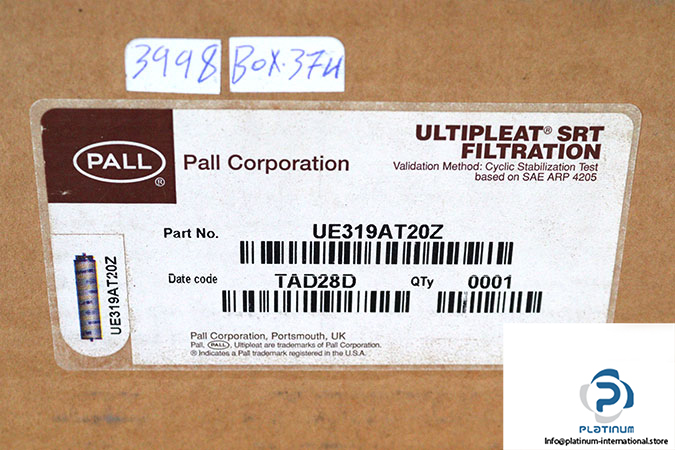 3998 BOX.374
PALL
®
Pall Corporation
ULTIPLEAT® SRT
FILTRATION
Validation Method: Cyclic Stabilization Test
based on SAE ARP 4205
Part No. UE319AT20Z
Date code TAD28D QTy 0001
UE319AT20Z
Pall Corporation, Portsmouth, UK
Pall, PALL, Ultipleat are trademarks of Pall Corporation.
® Indicates a Pall trademark registered in the U.S.A.
PLATINUM
Info@platinum-international.store